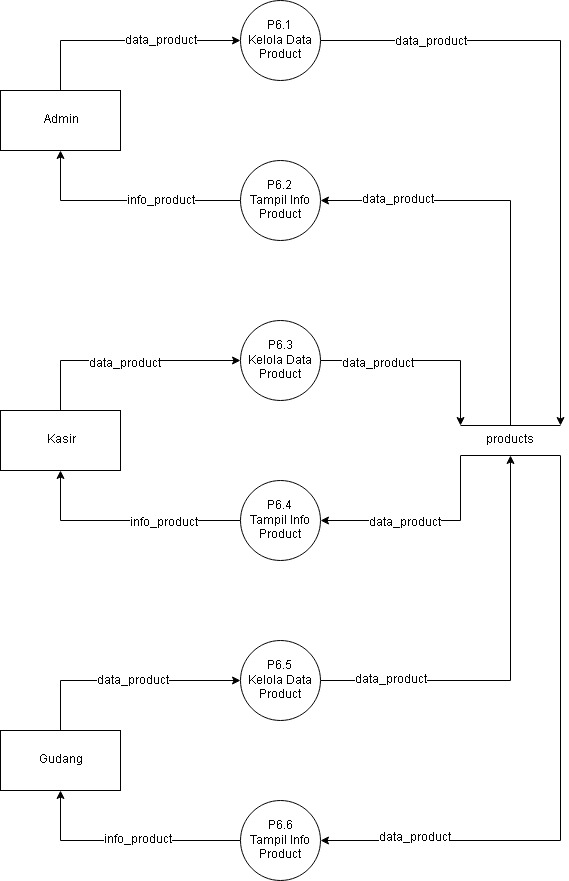 P6.1
Kelola Data
Product
data_product
data_product
Admin
P6.2
Tampil Info
Product
info_product
data_product
P6.3
Kelola Data
Product
data_product
data_product
Kasir
products
P6.4
Tampil Info
Product
info_product
data_product
P6.5
Kelola Data
Product
data_product
data_product
Gudang
P6.6
Tampil Info
Product
info_product
data_product